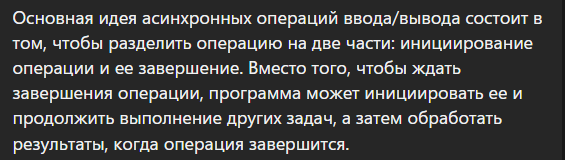 Основная идея асинхронных операций ввода/вывода состоит в
том, чтобы разделить операцию на две части: инициирование
операции и ее завершение. Вместо того, чтобы ждать
завершения операции, программа может инициировать ее и
продолжить выполнение других задач, а затем обработать
результаты, когда операция завершится.